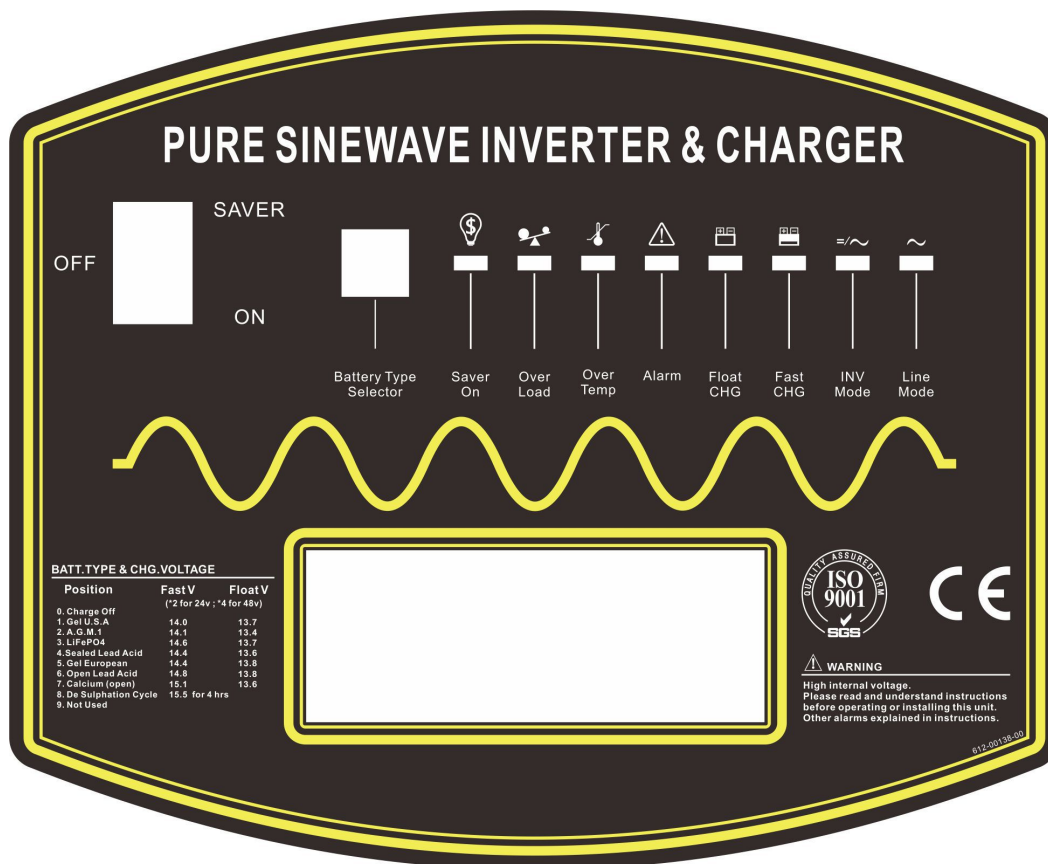 PURE SINEWAVE INVERTER & CHARGER
SAVER
OFF
ON
Battery Type
Selector
Saver
On
Over
Load
Over
Temp
Alarm
Float
CHG
Fast
CHG
INV
Mode
Line
Mode
BATT.TYPE & CHG.VOLTAGE
Position Fast V Float V
(*2 for 24v ; *4 for 48v)
0. Charge Off
1. Gel U.S.A 14.0 13.7
2. A.G.M.1 14.1 13.4
3. LiFePO4 14.6 13.7
4.Sealed Lead Acid 14.4 13.6
5. Gel European 14.4 13.8
6. Open Lead Acid 14.8 13.8
7. Calcium (open) 15.1 13.6
8. De Sulphation Cycle 15.5 for 4 hrs
9. Not Used
QUALITY ASSURED FIRM
ISO
9001
SGS
CE
WARNING
High internal voltage.
Please read and understand instructions
before operating or installing this unit.
Other alarms explained in instructions.
612-00138-00